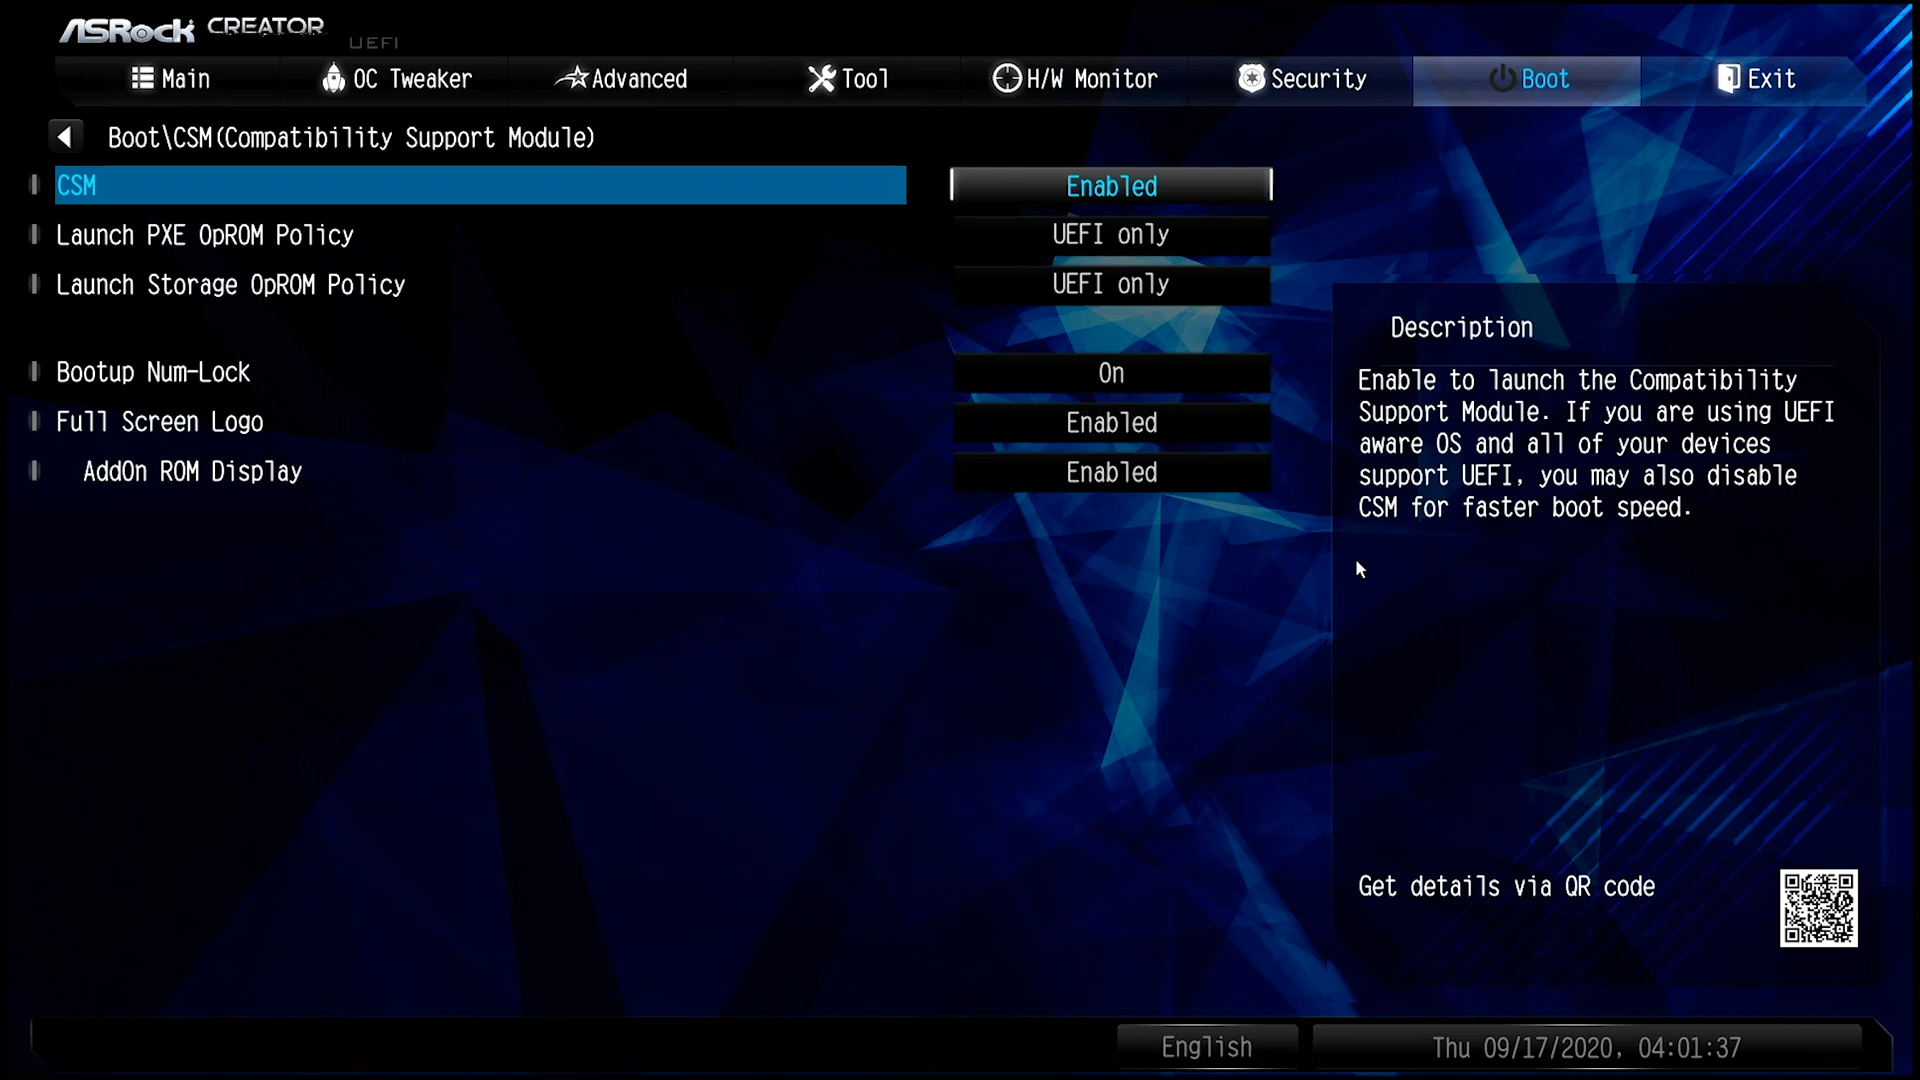 ASRock CREATOR
UEFI
Main
OC Tweaker
Advanced
Tool
H/W Monitor
Security
Boot
Exit
Boot\CSM(Compatibility Support Module)
CSM
Enabled
Launch PXE OpROM Policy
UEFI only
Launch Storage OpROM Policy
UEFI only
Bootup Num-Lock
On
Full Screen Logo
Enabled
AddOn ROM Display
Enabled
Description
Enable to launch the Compatibility
Support Module. If you are using UEFI
aware OS and all of your devices
support UEFI, you may also disable
CSM for faster boot speed.
Get details via QR code
English
Thu 09/17/2020, 04:01:37